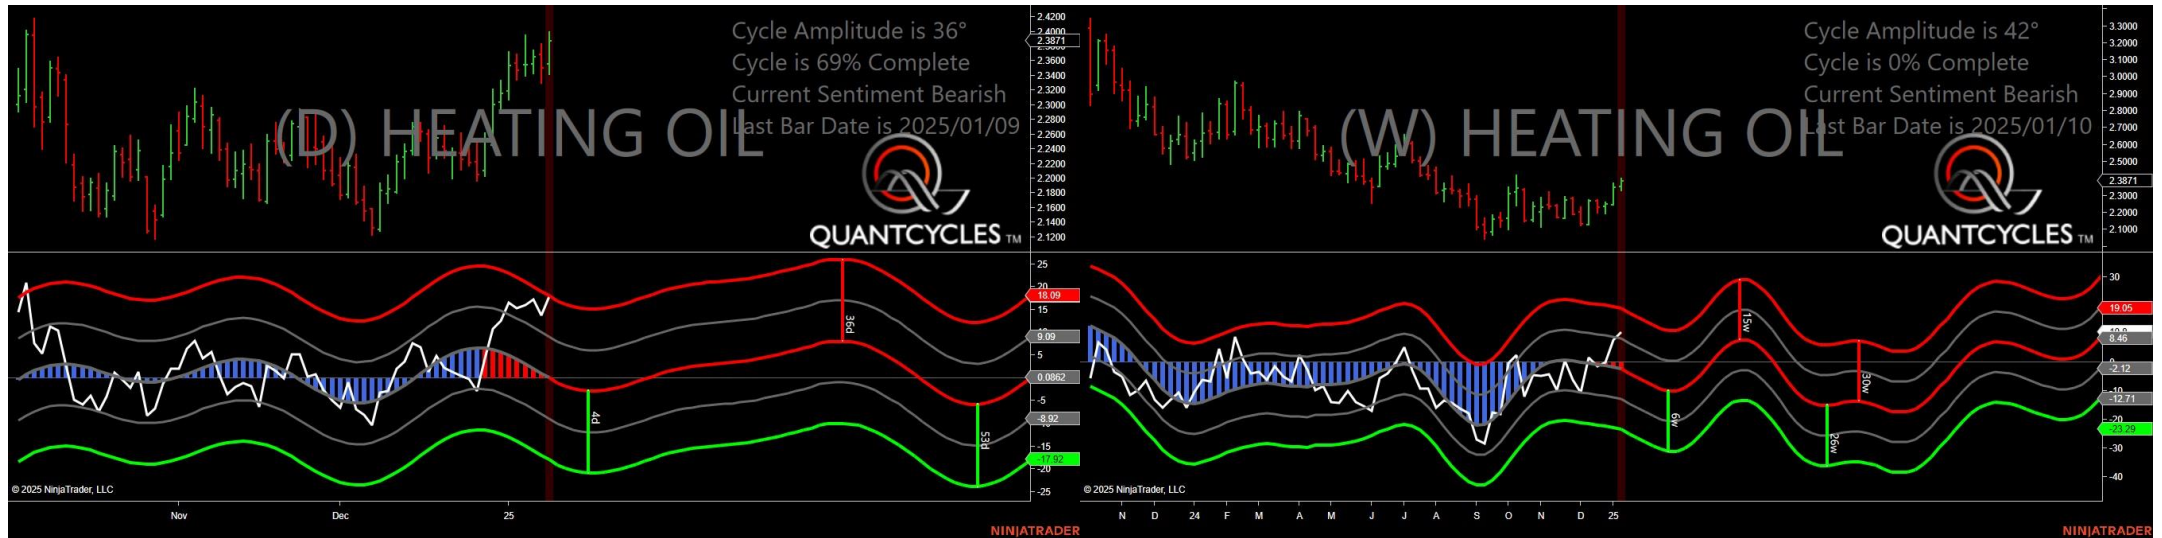 Cycle Amplitude is 36°
Cycle is 69% Complete
Current Sentiment Bearish
Last Bar Date is 2025/01/09
(D) HEATING OIL
QUANTCYCLES TM
2.4200
2.4000
2.3871
2.3600
2.3400
2.3200
2.3000
2.2800
2.2600
2.2400
2.2200
2.2000
2.1800
2.1600
2.1400
2.1200
25
20
18.09
15
9.09
5
0.0862
-5
-8.92
-15
-17.92
-20
-25
36d
4d
53d
© 2025 NinjaTrader, LLC
Nov Dec 25
NINJATRADER
Cycle Amplitude is 42°
Cycle is 0% Complete
Current Sentiment Bearish
Last Bar Date is 2025/01/10
(W) HEATING OIL
QUANTCYCLES TM
3.3000
3.2000
3.1000
3.0000
2.9000
2.8000
2.7000
2.6000
2.5000
2.3871
2.3000
2.2000
2.1000
30
19.05
8.46
0
-2.12
-10
-12.71
-20
-23.29
-30
-40
15w
30w
6w
26w
© 2025 NinjaTrader, LLC
N D 24 F M A M J J A S O N D 25
NINJATRADER